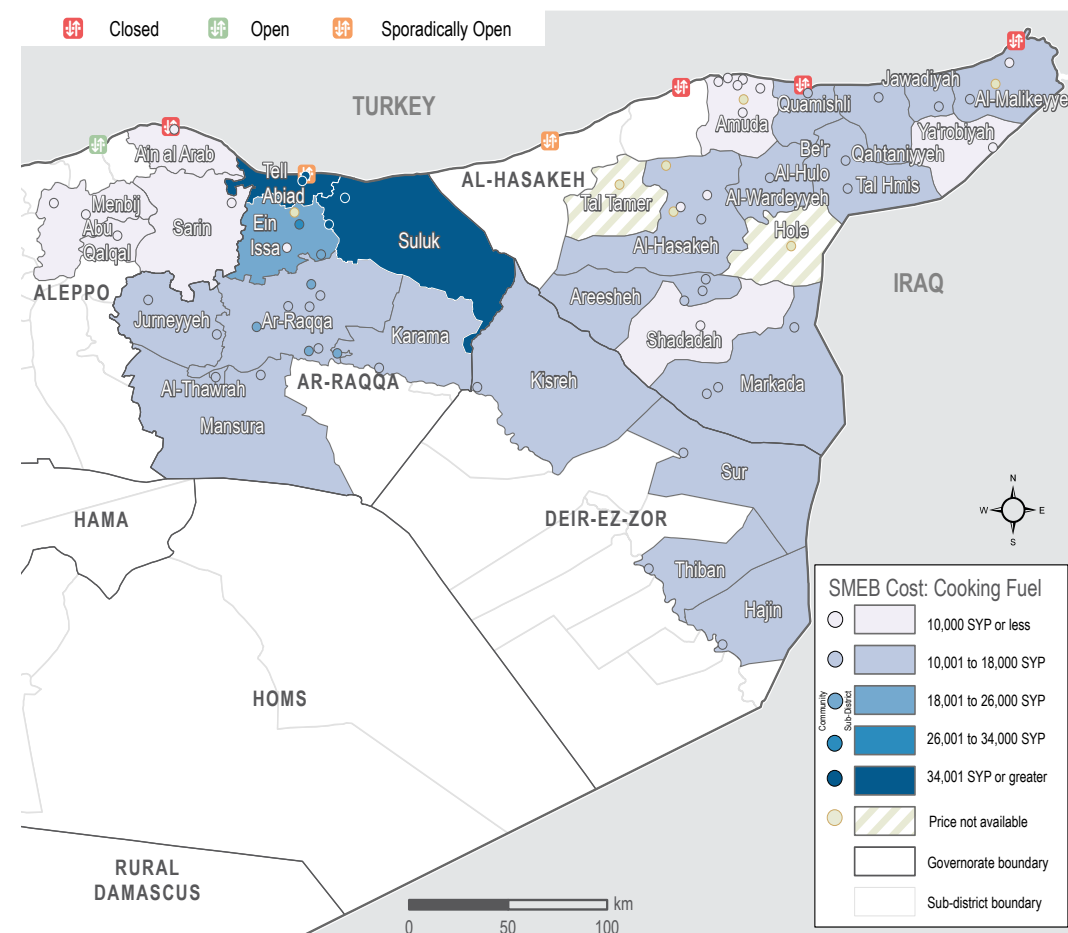 Closed
Open
Sporadically Open
TURKEY
Jawadiyah
Al-Malikeyye
Quamishli
Amuda
Ya'robiyah
Ain al Arab
Be'r
Al-Hulo
Al-Wardeyyeh
Qahtaniyyeh
Tal Hmis
Tell
Abiad
AL-HASAKEH
Tal Tamer
Menbij
Abu
Qalqal
Sarin
Ein
Issa
Suluk
Al-Hasakeh
Hole
IRAQ
ALEPPO
Jurneyyeh
Ar-Raqqa
Karama
Areesheh
Shadadah
Al-Thawrah
AR-RAQQA
Kisreh
Markada
Mansura
Sur
HAMA
DEIR-EZ-ZOR
N
W
E
S
Thiban
Hajin
HOMS
RURAL
DAMASCUS
km
0
50
100
SMEB Cost: Cooking Fuel
Community
Sub-District
10,000 SYP or less
10,001 to 18,000 SYP
18,001 to 26,000 SYP
26,001 to 34,000 SYP
34,001 SYP or greater
Price not available
Governorate boundary
Sub-district boundary